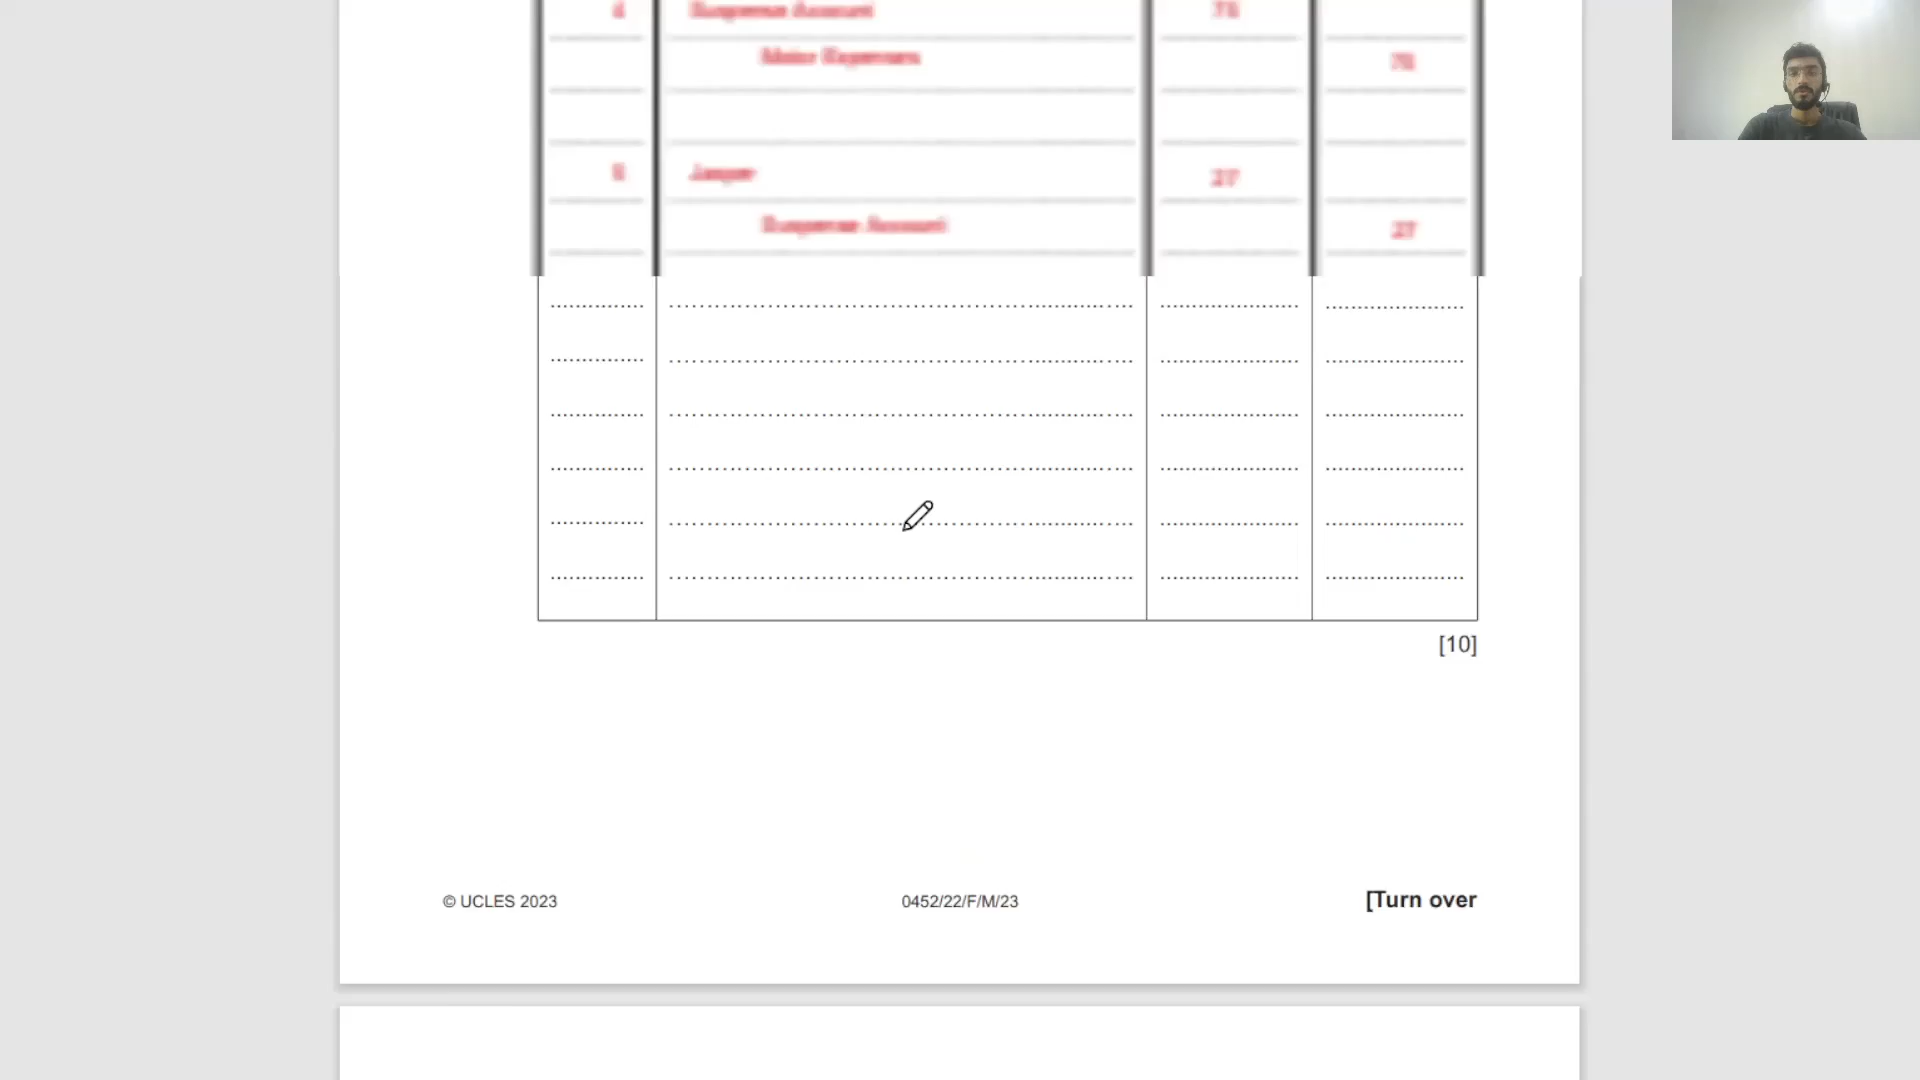 4 Suspense Account 75
Motor Expenses 75
5 Jasper 27
Suspense Account 27
[10]
© UCLES 2023 0452/22/F/M/23 [Turn over